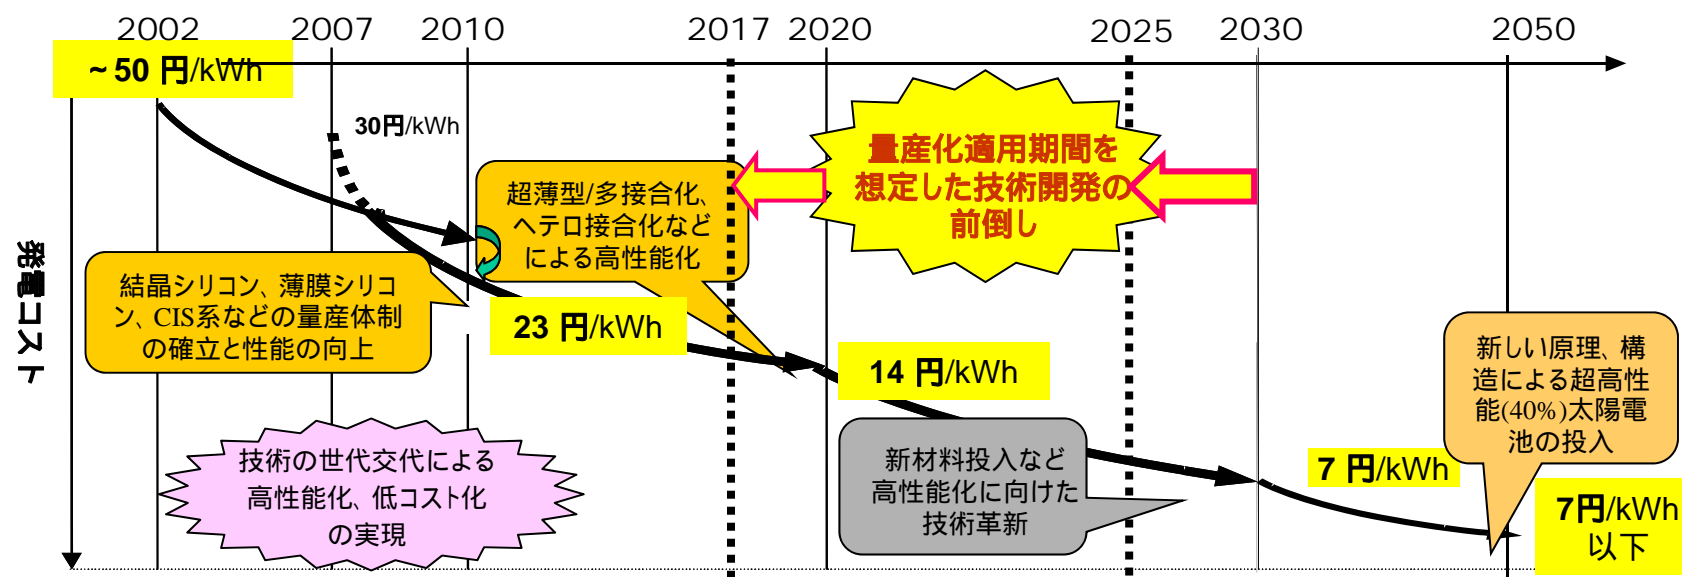 2002 2007 2010 2017 2020 2025 2030 2050
~50 円/kWh
30円/kWh
発電コスト
超薄型/多接合化、
ヘテロ接合化など
による高性能化
量産化適用期間を
想定した技術開発の
前倒し
結晶シリコン、薄膜シリコ
ン、CIS系などの量産体制
の確立と性能の向上
23 円/kWh
14 円/kWh
技術の世代交代による
高性能化、低コスト化
の実現
新材料投入など
高性能化に向けた
技術革新
7 円/kWh
新しい原理、構
造による超高性
能(40%)太陽電
池の投入
7円/kWh
以下